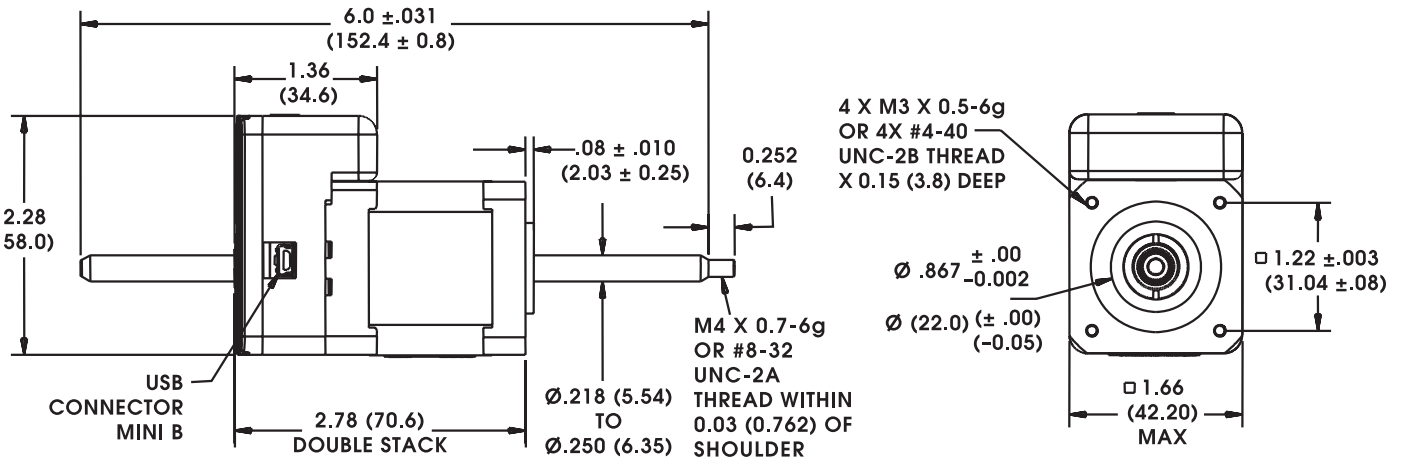 6.0 ±.031
(152.4 ± 0.8)
1.36
(34.6)
2.28
58.0)
.08 ± .010
(2.03 ± 0.25)
0.252
(6.4)
USB
CONNECTOR
MINI B
2.78 (70.6)
DOUBLE STACK
Ø.218 (5.54)
TO
Ø.250 (6.35)
M4 X 0.7-6g
OR #8-32
UNC-2A
THREAD WITHIN
0.03 (0.762) OF
SHOULDER
4 X M3 X 0.5-6g
OR 4X #4-40
UNC-2B THREAD
X 0.15 (3.8) DEEP
Ø .867 ± .00
-0.002
Ø (22.0) (± .00)
(-0.05)
□ 1.22 ±.003
(31.04 ±.08)
□ 1.66
(42.20)
MAX